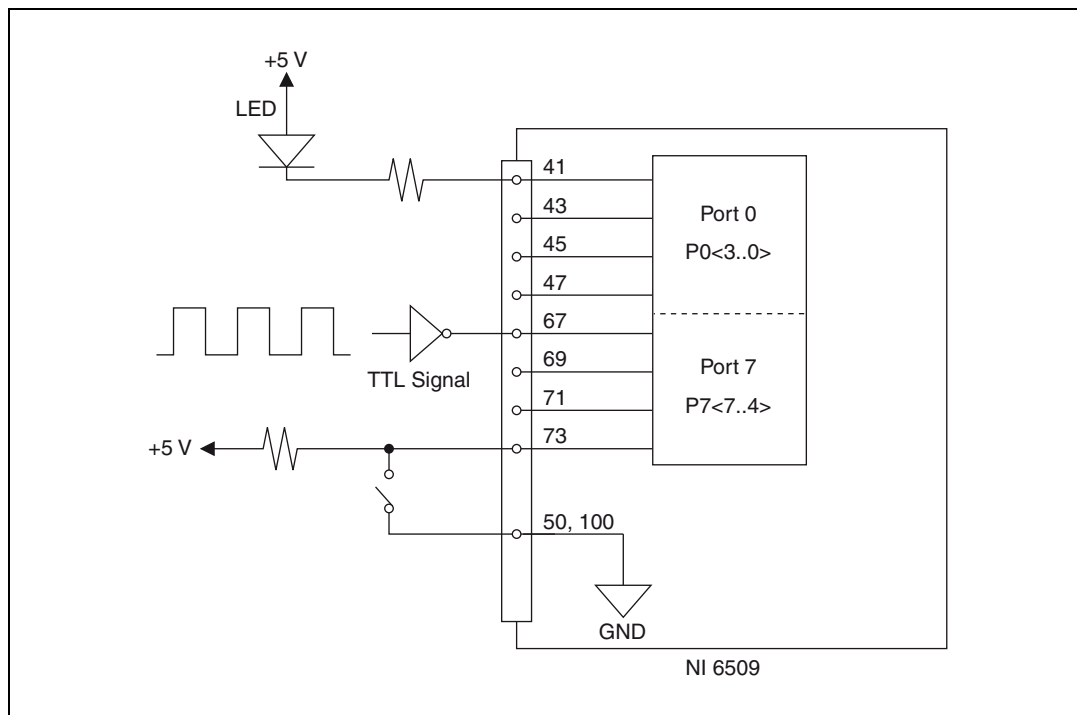 +5 V
LED
41
43
Port 0
P0<3..0>
45
47
67
TTL Signal
69
Port 7
71
P7<7..4>
+5 V
73
50, 100
GND
NI 6509